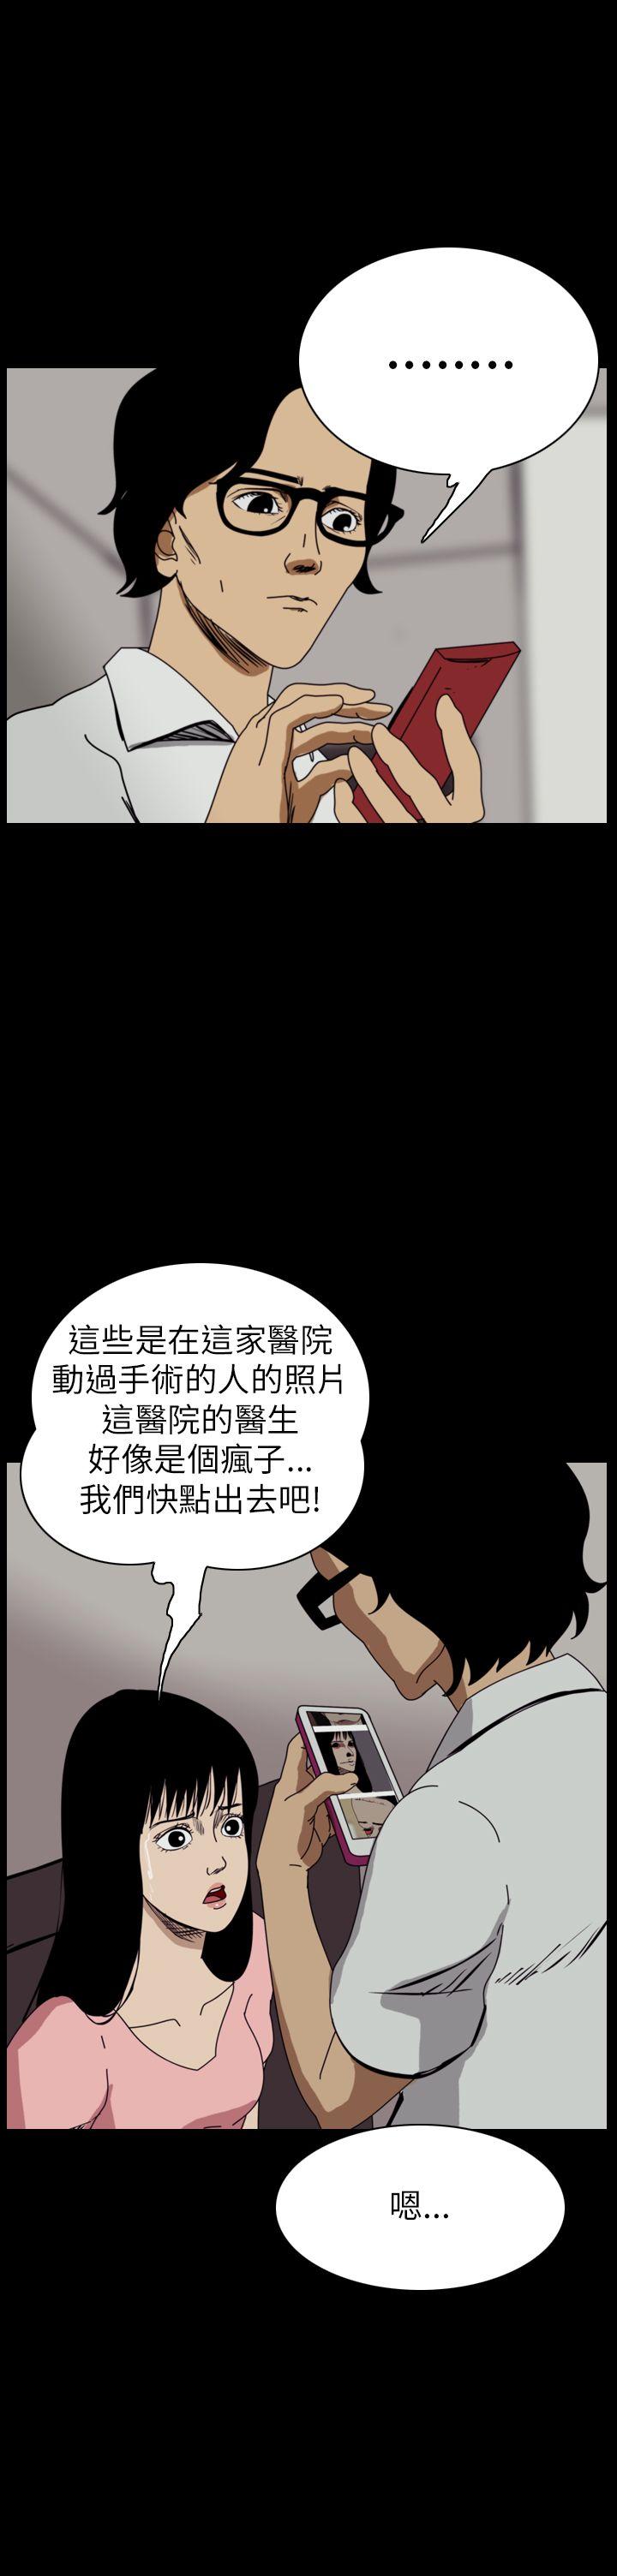 ........
這些是在這家醫院
動過手術的人的照片
這醫院的醫生
好像是個瘋子...
我們快點出去吧!
嗯...